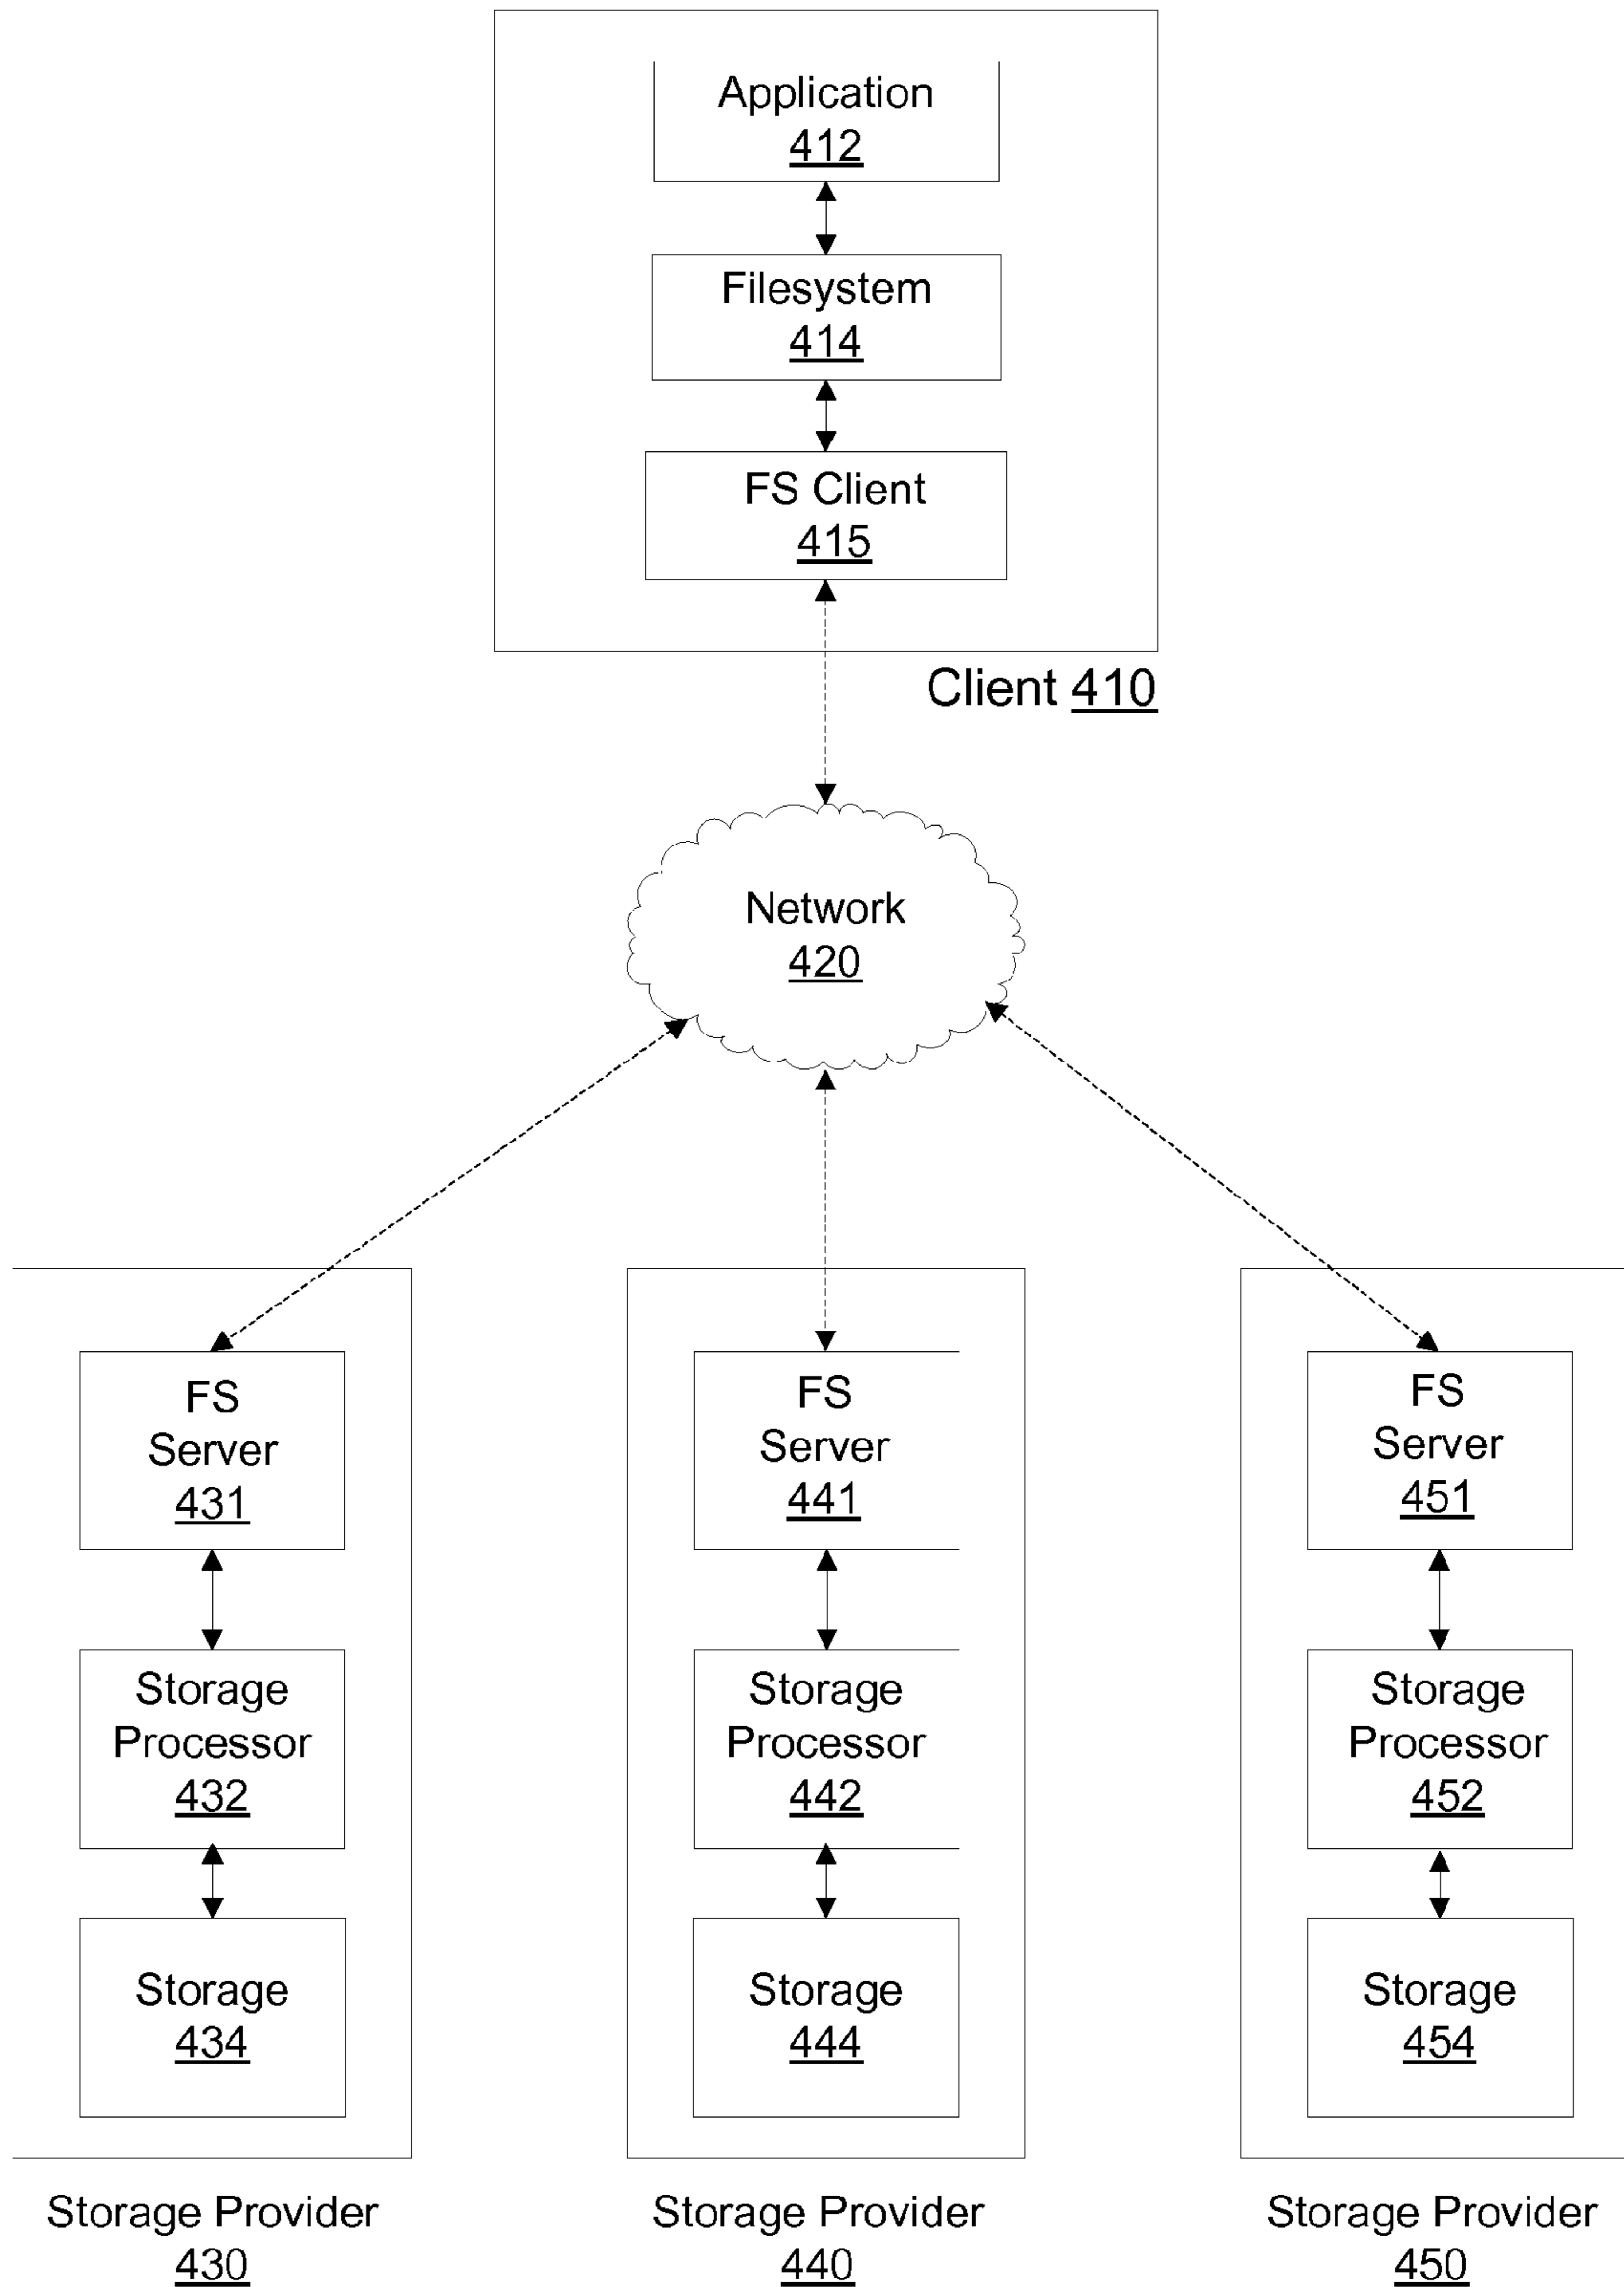 Application
412
Filesystem
414
FS Client
415
Client 410
Network
420
FS
Server
431
Storage
Processor
432
Storage
434
Storage Provider
430
FS
Server
441
Storage
Processor
442
Storage
444
Storage Provider
440
FS
Server
451
Storage
Processor
452
Storage
454
Storage Provider
450